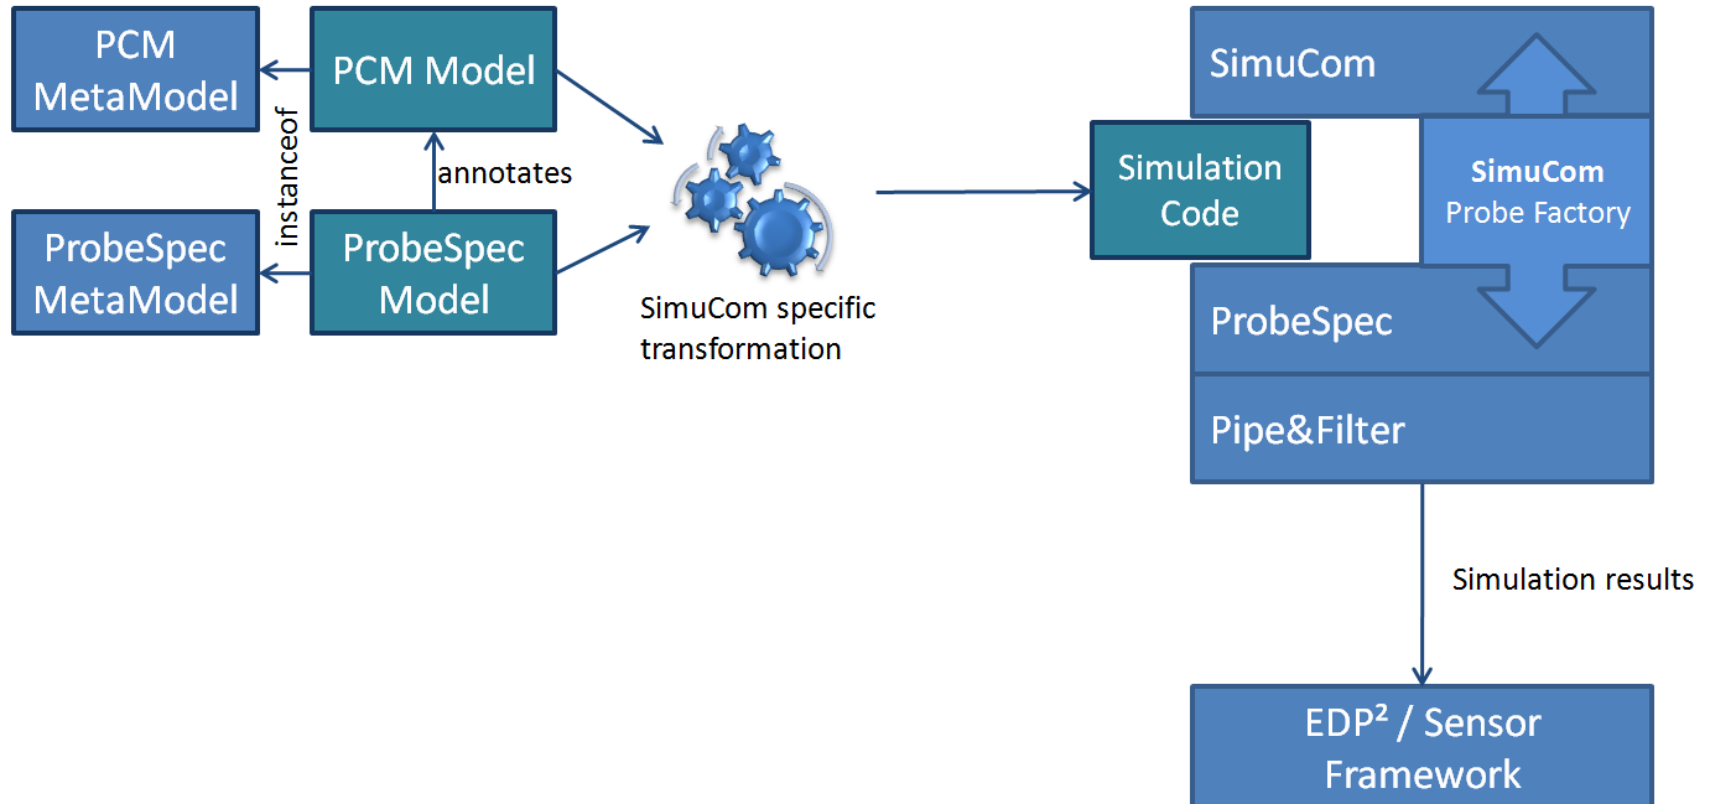 PCM
MetaModel
PCM Model
instanceof
annotates
ProbeSpec
MetaModel
ProbeSpec
Model
SimuCom specific
transformation
Simulation
Code
SimuCom
SimuCom
Probe Factory
ProbeSpec
Pipe&Filter
Simulation results
EDP² / Sensor
Framework